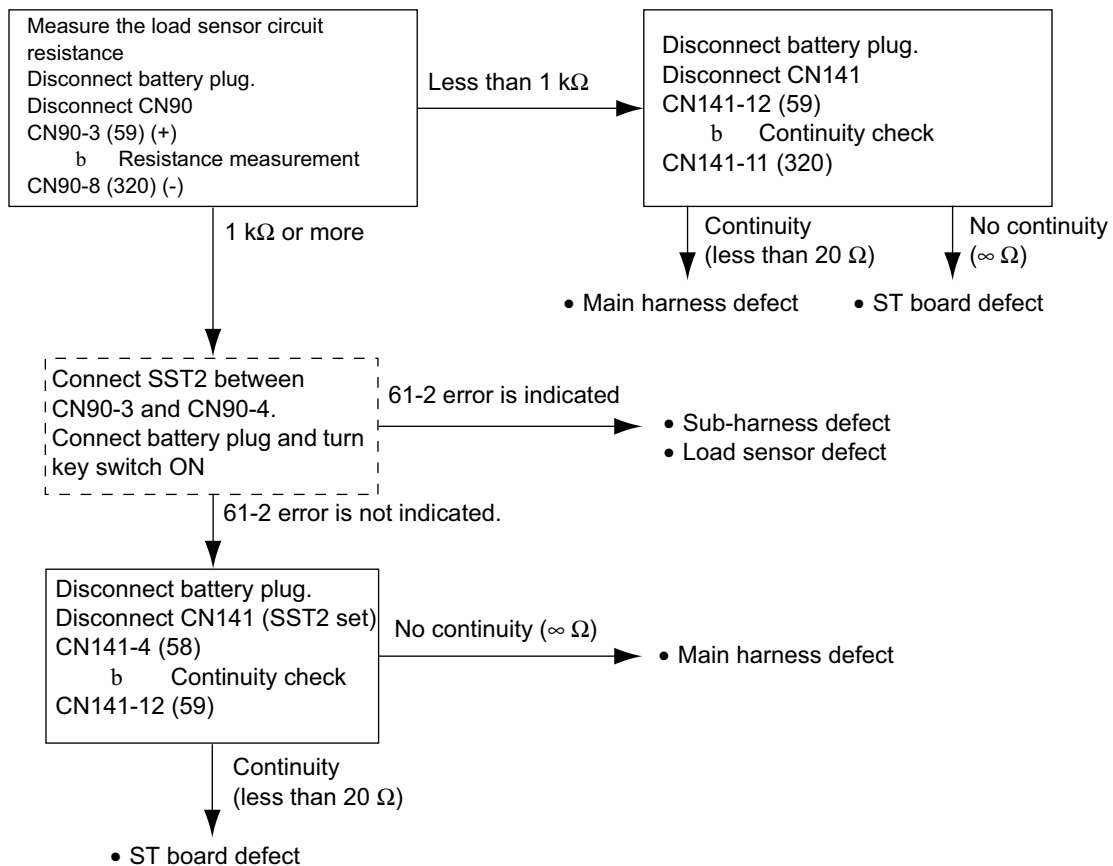 Measure the load sensor circuit
resistance
Disconnect battery plug.
Disconnect CN90
CN90-3 (59) (+)
b Resistance measurement
CN90-8 (320) (-)
Less than 1 kΩ
Disconnect battery plug.
Disconnect CN141
CN141-12 (59)
b Continuity check
CN141-11 (320)
1 kΩ or more
Continuity
(less than 20 Ω)
No continuity
(∞ Ω)
• Main harness defect
• ST board defect
Connect SST2 between
CN90-3 and CN90-4.
Connect battery plug and turn
key switch ON
61-2 error is indicated
• Sub-harness defect
• Load sensor defect
61-2 error is not indicated.
Disconnect battery plug.
Disconnect CN141 (SST2 set)
CN141-4 (58)
b Continuity check
CN141-12 (59)
No continuity (∞ Ω)
• Main harness defect
Continuity
(less than 20 Ω)
• ST board defect